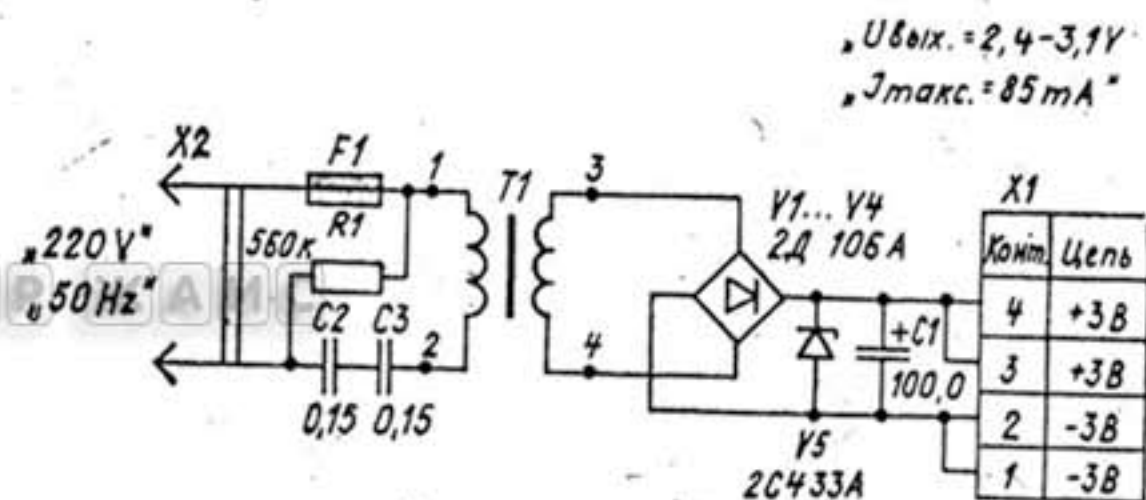 „Uвых.=2,4-3,1V
„Jмакс.=85mA"
X2
F1
1
T1
3
R1
560к
„220V"
„50Hz"
C2 C3
2
4
0,15 0,15
V1... V4
2Д 106А
+C1
100,0
V5
2С433А
X1
Конт. Цепь
4 +3В
3 +3В
2 -3В
1 -3В